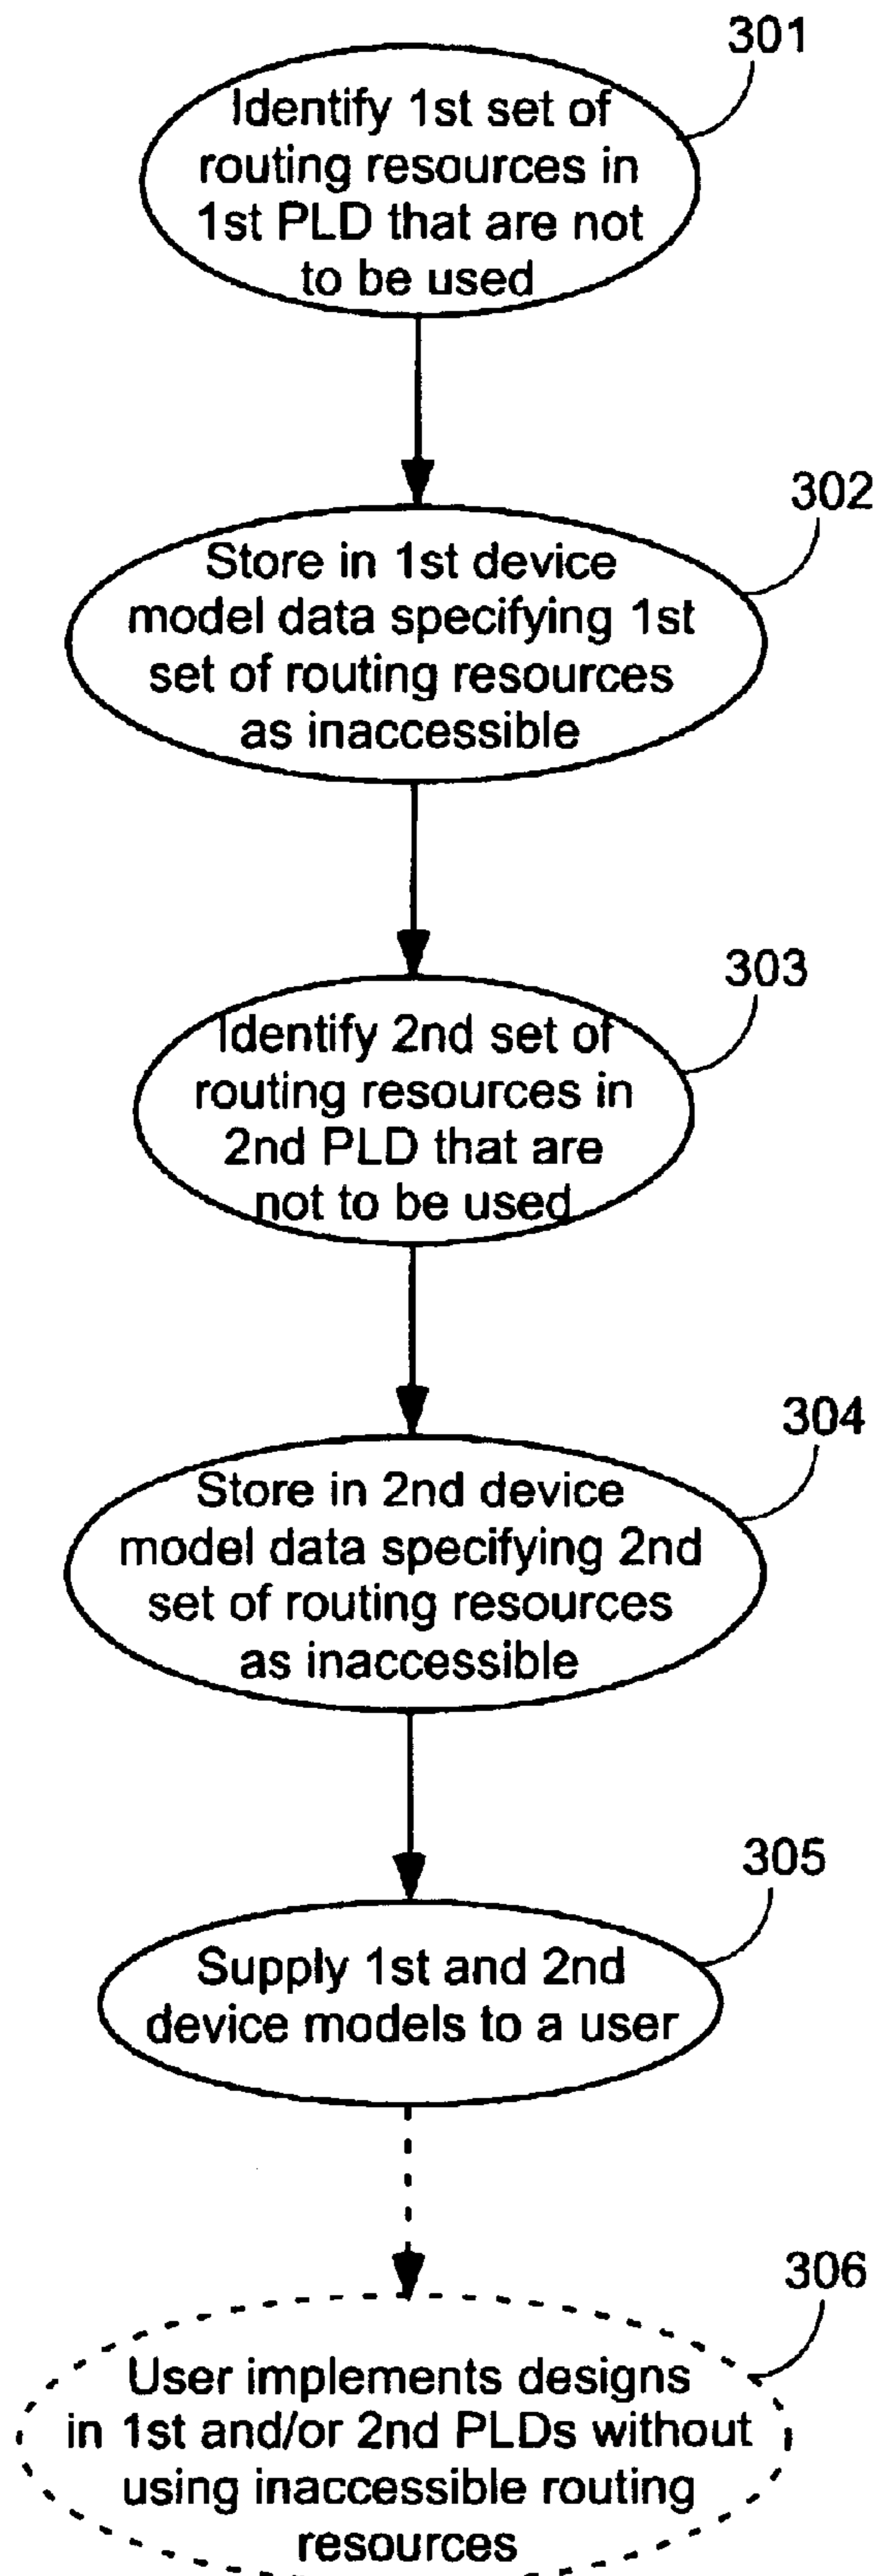 301
Identify 1st set of
routing resources in
1st PLD that are not
to be used
302
Store in 1st device
model data specifying 1st
set of routing resources
as inaccessible
303
Identify 2nd set of
routing resources in
2nd PLD that are
not to be used
304
Store in 2nd device
model data specifying 2nd
set of routing resources
as inaccessible
305
Supply 1st and 2nd
device models to a user
306
User implements designs
in 1st and/or 2nd PLDs without
using inaccessible routing
resources